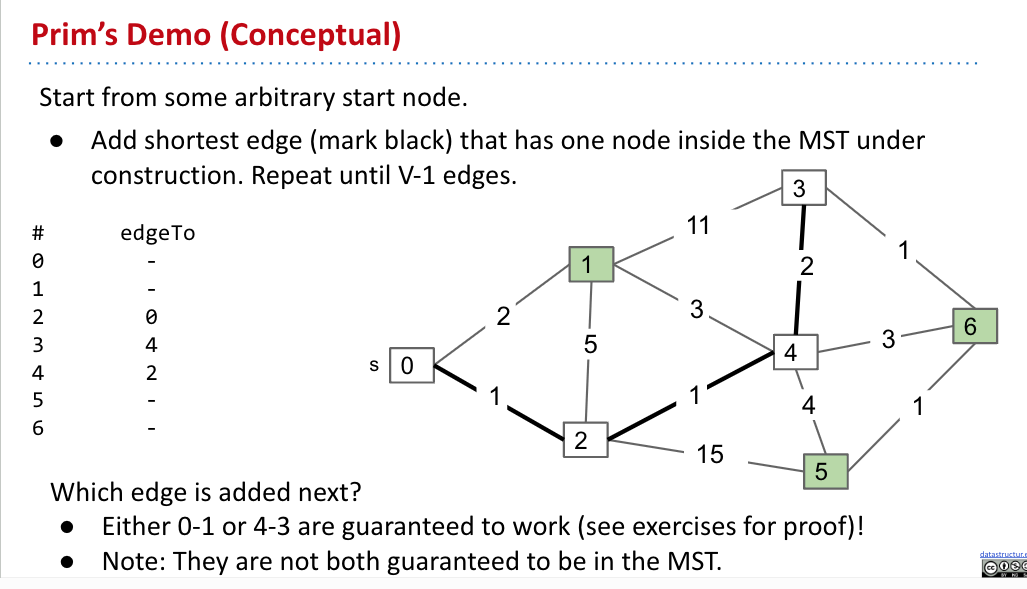 Prim's Demo (Conceptual)
Start from some arbitrary start node.
● Add shortest edge (mark black) that has one node inside the MST under
construction. Repeat until V-1 edges.
# edgeTo
0 -
1 -
2 0
3 4
4 2
5 -
6 -
3
11
1
1
2
2
3
6
5
3
s 0
4
1
1
4
1
2
15
5
Which edge is added next?
● Either 0-1 or 4-3 are guaranteed to work (see exercises for proof)!
● Note: They are not both guaranteed to be in the MST.
datastructur.e